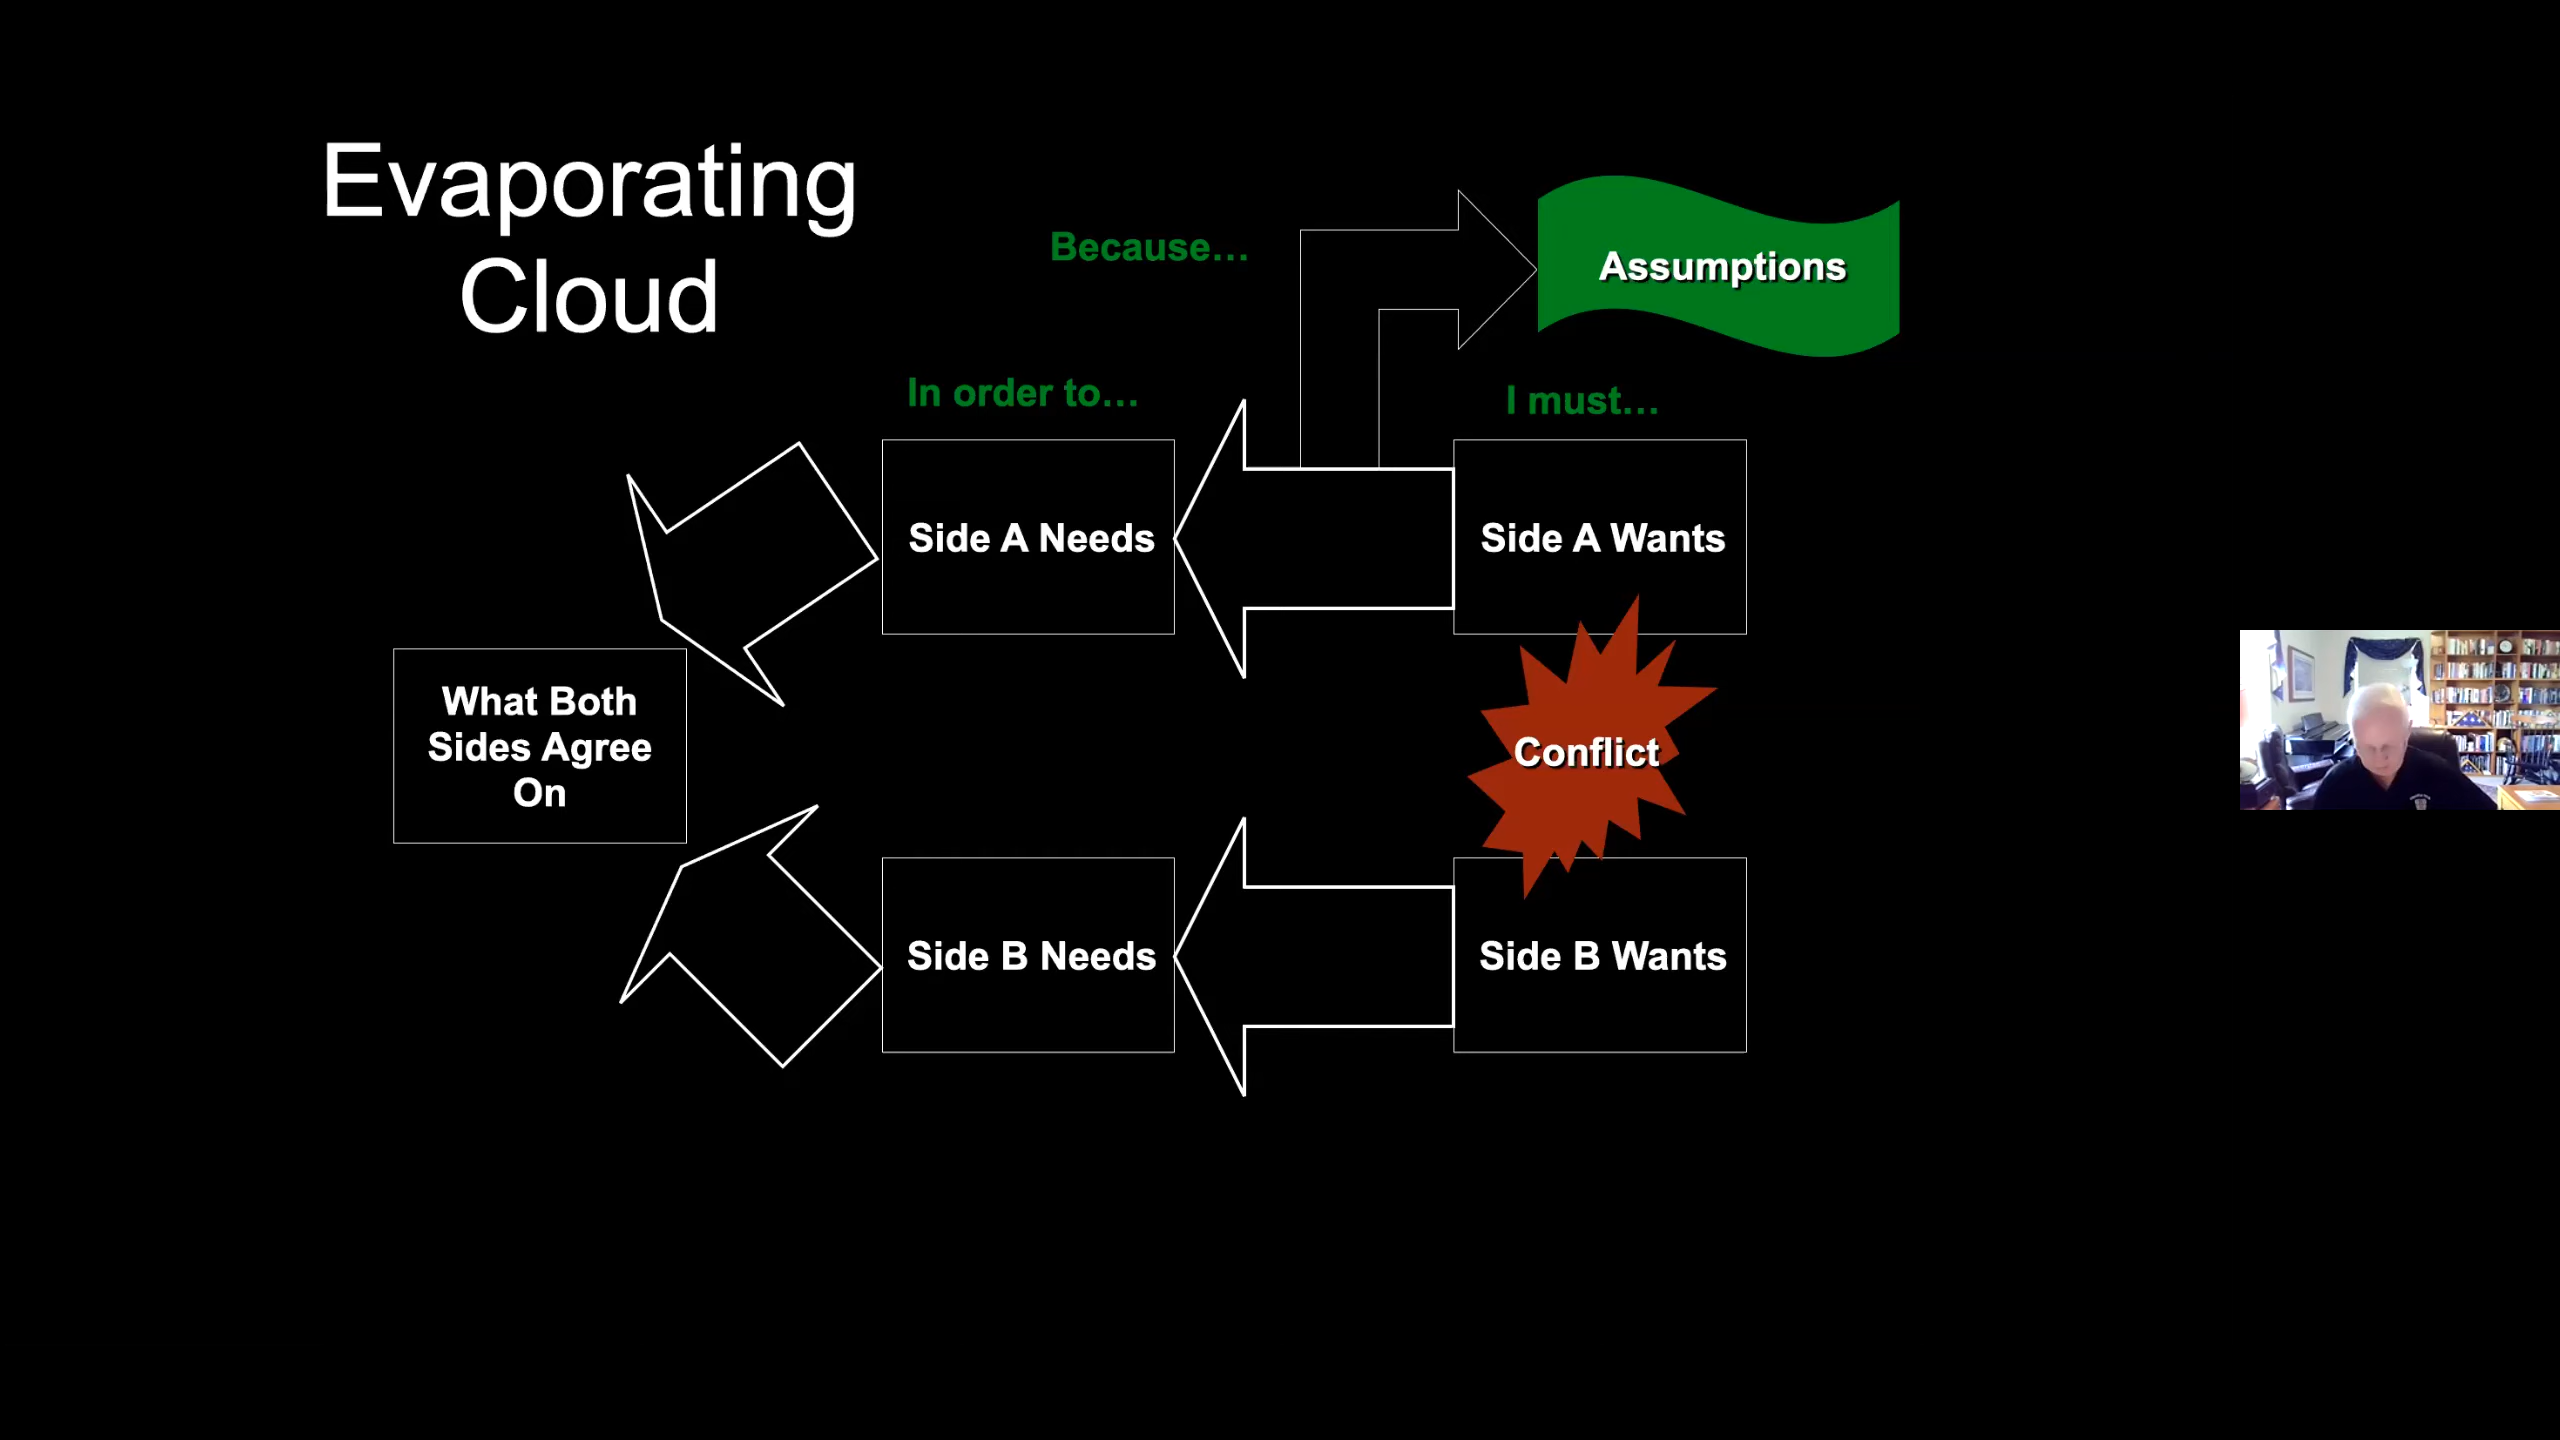 Evaporating
Cloud
Because…
Assumptions
In order to…
I must…
Side A Needs
Side A Wants
What Both
Sides Agree
On
Conflict
Side B Needs
Side B Wants